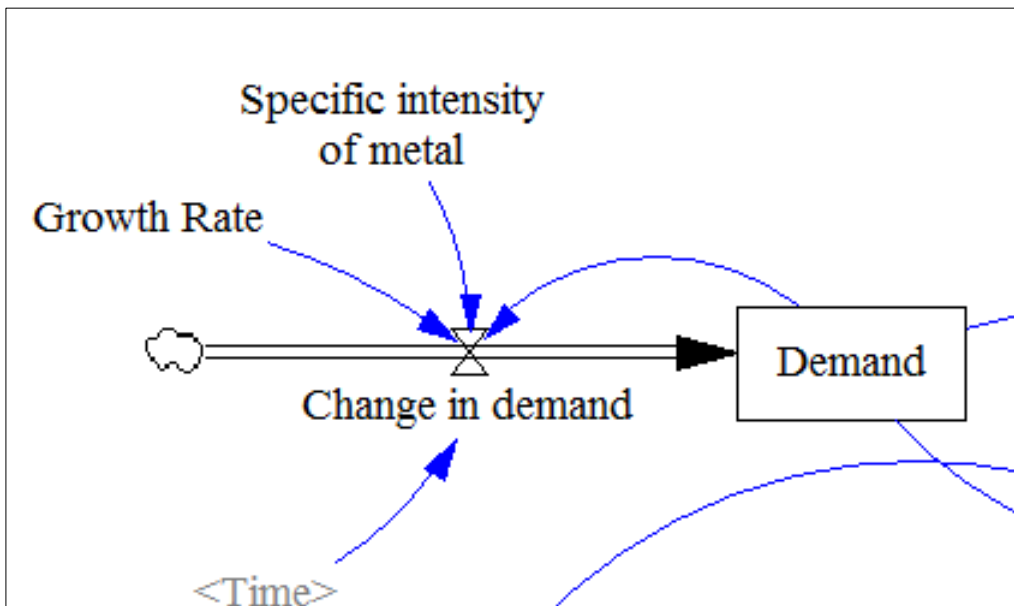 Specific intensity
of metal
Growth Rate
Demand
Change in demand
<Time>